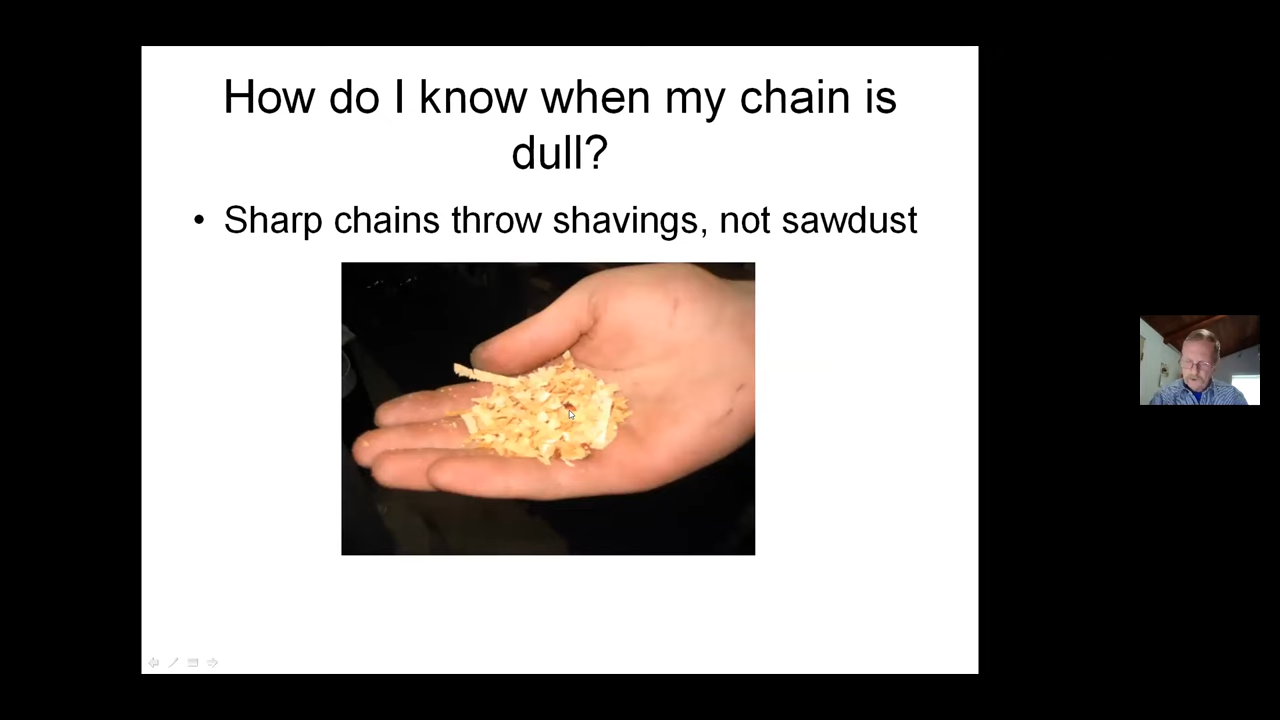 How do I know when my chain is
dull?
• Sharp chains throw shavings, not sawdust